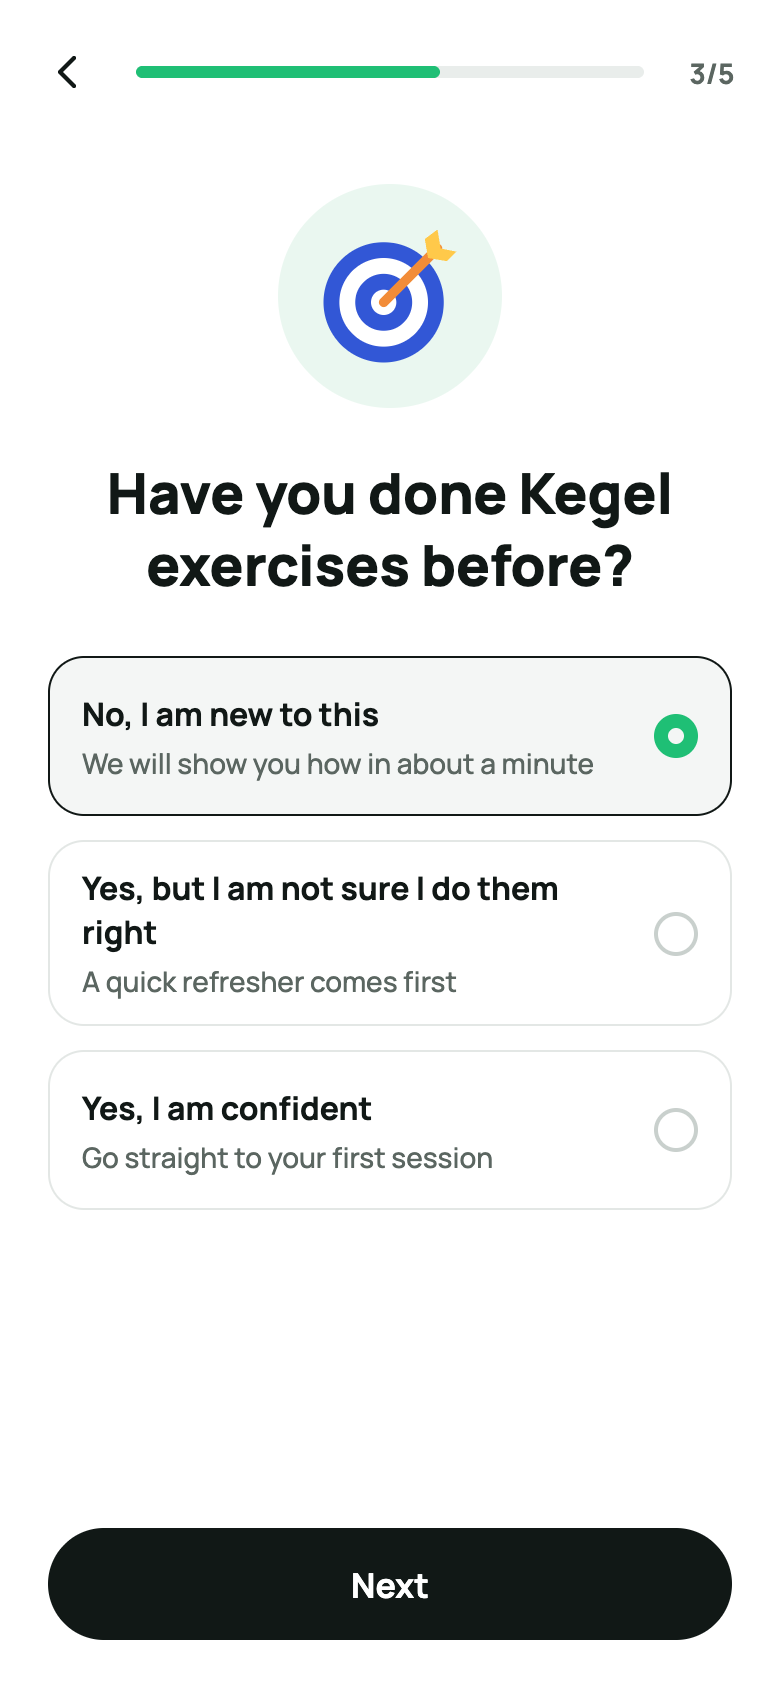 3/5
Have you done Kegel
exercises before?
No, I am new to this
We will show you how in about a minute
Yes, but I am not sure I do them
right
A quick refresher comes first
Yes, I am confident
Go straight to your first session
Next